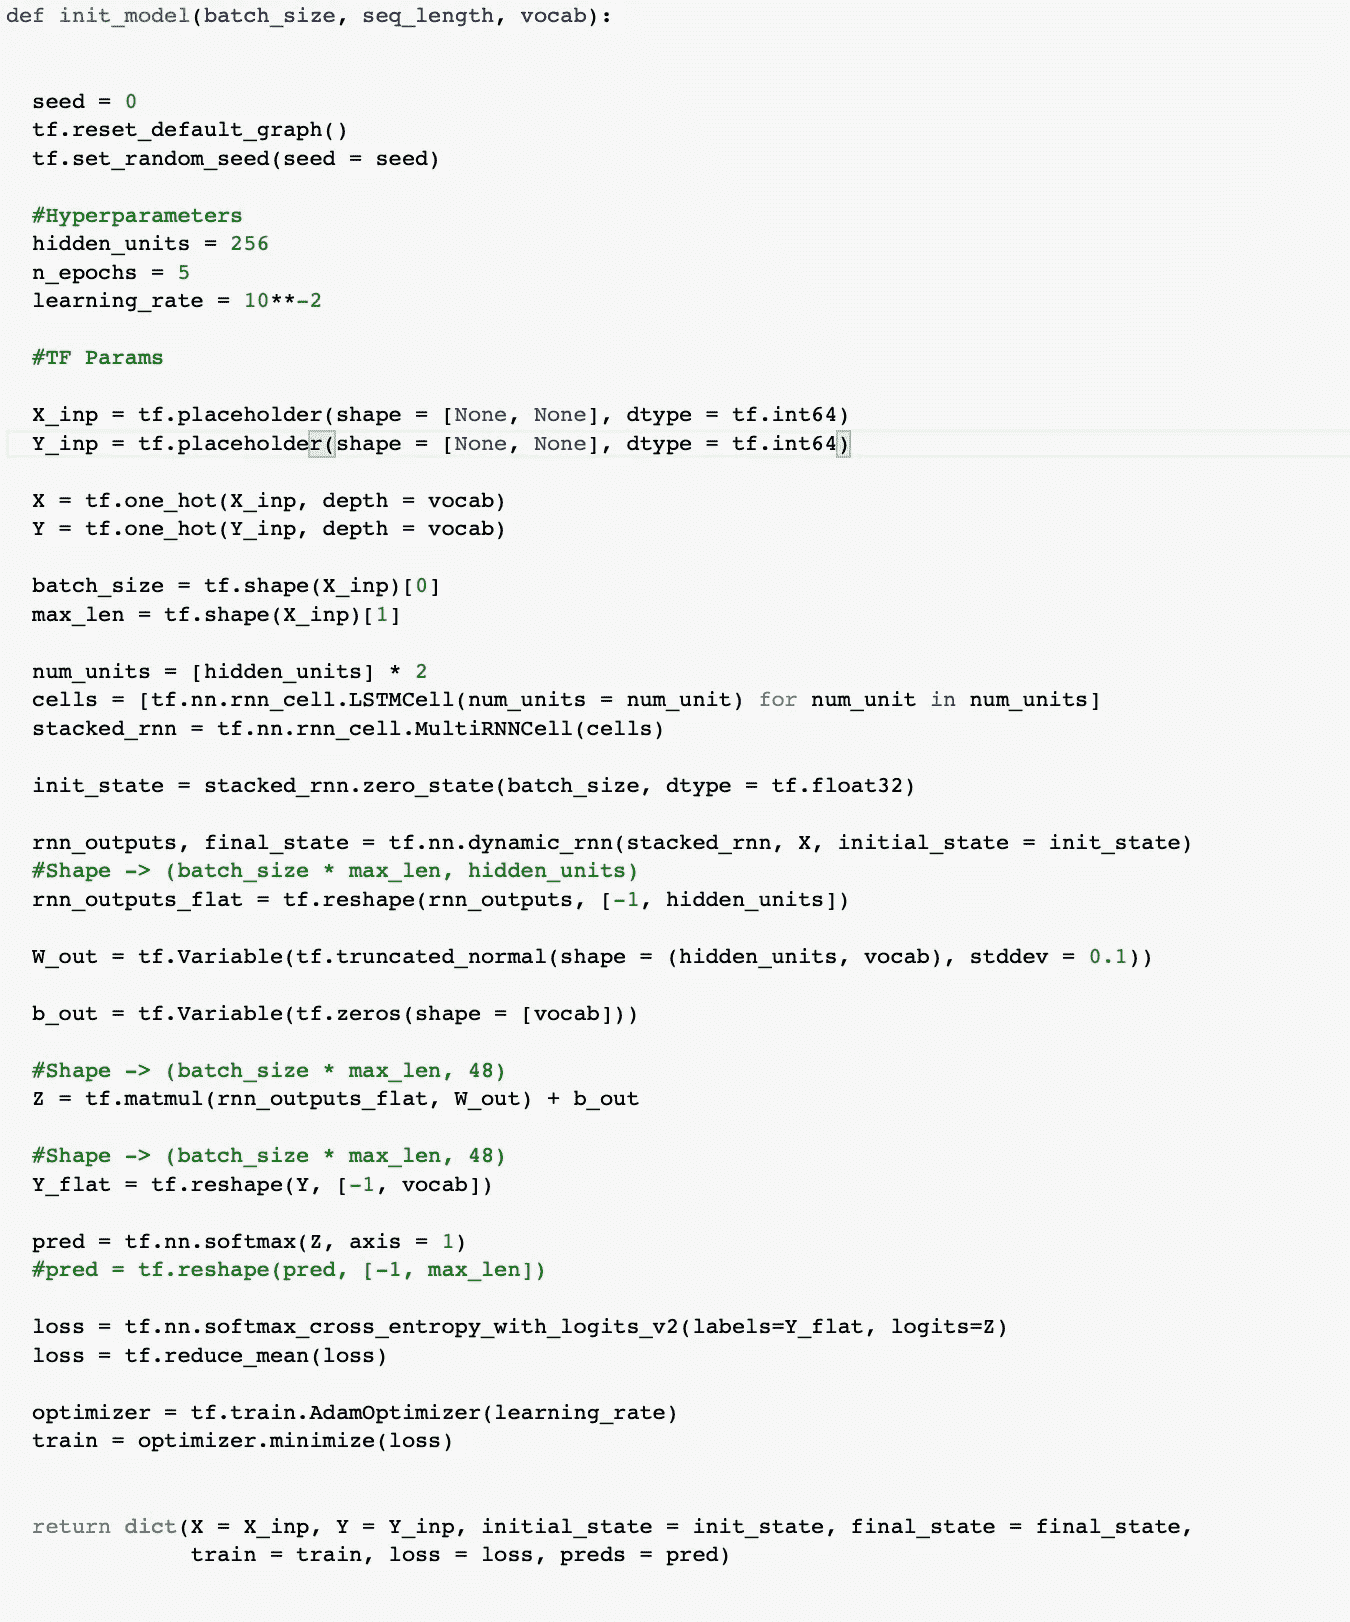 def init_model(batch_size, seq_length, vocab):
seed = 0
tf.reset_default_graph()
tf.set_random_seed(seed = seed)
#Hyperparameters
hidden_units = 256
n_epochs = 5
learning_rate = 10**-2
#TF Params
X_inp = tf.placeholder(shape = [None, None], dtype = tf.int64)
Y_inp = tf.placeholder(shape = [None, None], dtype = tf.int64)
X = tf.one_hot(X_inp, depth = vocab)
Y = tf.one_hot(Y_inp, depth = vocab)
batch_size = tf.shape(X_inp)[0]
max_len = tf.shape(X_inp)[1]
num_units = [hidden_units] * 2
cells = [tf.nn.rnn_cell.LSTMCell(num_units = num_unit) for num_unit in num_units]
stacked_rnn = tf.nn.rnn_cell.MultiRNNCell(cells)
init_state = stacked_rnn.zero_state(batch_size, dtype = tf.float32)
rnn_outputs, final_state = tf.nn.dynamic_rnn(stacked_rnn, X, initial_state = init_state)
#Shape -> (batch_size * max_len, hidden_units)
rnn_outputs_flat = tf.reshape(rnn_outputs, [-1, hidden_units])
W_out = tf.Variable(tf.truncated_normal(shape = (hidden_units, vocab), stddev = 0.1))
b_out = tf.Variable(tf.zeros(shape = [vocab]))
#Shape -> (batch_size * max_len, 48)
Z = tf.matmul(rnn_outputs_flat, W_out) + b_out
#Shape -> (batch_size * max_len, 48)
Y_flat = tf.reshape(Y, [-1, vocab])
pred = tf.nn.softmax(Z, axis = 1)
#pred = tf.reshape(pred, [-1, max_len])
loss = tf.nn.softmax_cross_entropy_with_logits_v2(labels=Y_flat, logits=Z)
loss = tf.reduce_mean(loss)
optimizer = tf.train.AdamOptimizer(learning_rate)
train = optimizer.minimize(loss)
return dict(X = X_inp, Y = Y_inp, initial_state = init_state, final_state = final_state,
train = train, loss = loss, preds = pred)